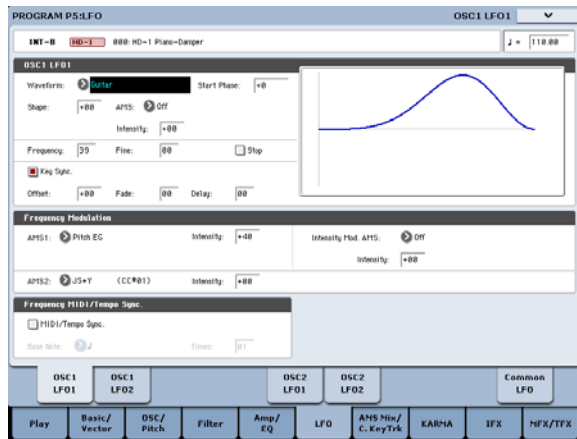 PROGRAM P5:LFO OSC1 LFO1
INT-B HD-1 000: HD-1 Piano-Damper ♩ = 110.00
OSC1 LFO1
Waveform: Guitar Start Phase: +0
Shape: +00 AMS: Off
Intensity: +00
Frequency: 39 Fine: 00 Stop
Key Sync.
Offset: +00 Fade: 00 Delay: 00
Frequency Modulation
AMS1: Pitch EG Intensity: +40 Intensity Mod. AMS: Off
Intensity: +00
AMS2: JS+Y (CC#01) Intensity: +00
Frequency MIDI/Tempo Sync.
MIDI/Tempo Sync.
Base Note: ♩ Times: 01
OSC1 LFO1 OSC1 LFO2 OSC2 LFO1 OSC2 LFO2 Common LFO
Play Basic/Vector OSC/Pitch Filter Amp/EQ LFO AMS Mix/C.KeyTrk KARMA IFX MFX/TFX